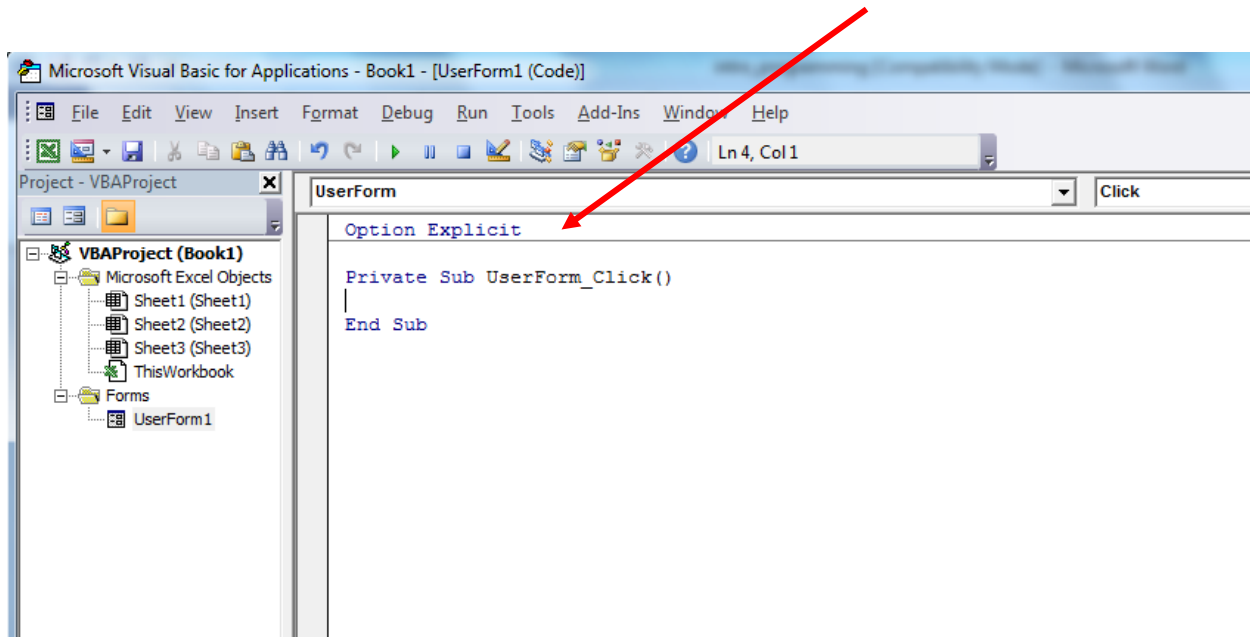 Microsoft Visual Basic for Applications - Book1 - [UserForm1 (Code)]
File Edit View Insert Format Debug Run Tools Add-Ins Window Help
Ln 4, Col 1
Project - VBAProject
UserForm
Click
VBAProject (Book1)
Microsoft Excel Objects
Sheet1 (Sheet1)
Sheet2 (Sheet2)
Sheet3 (Sheet3)
ThisWorkbook
Forms
UserForm1
Option Explicit
Private Sub UserForm_Click()
End Sub